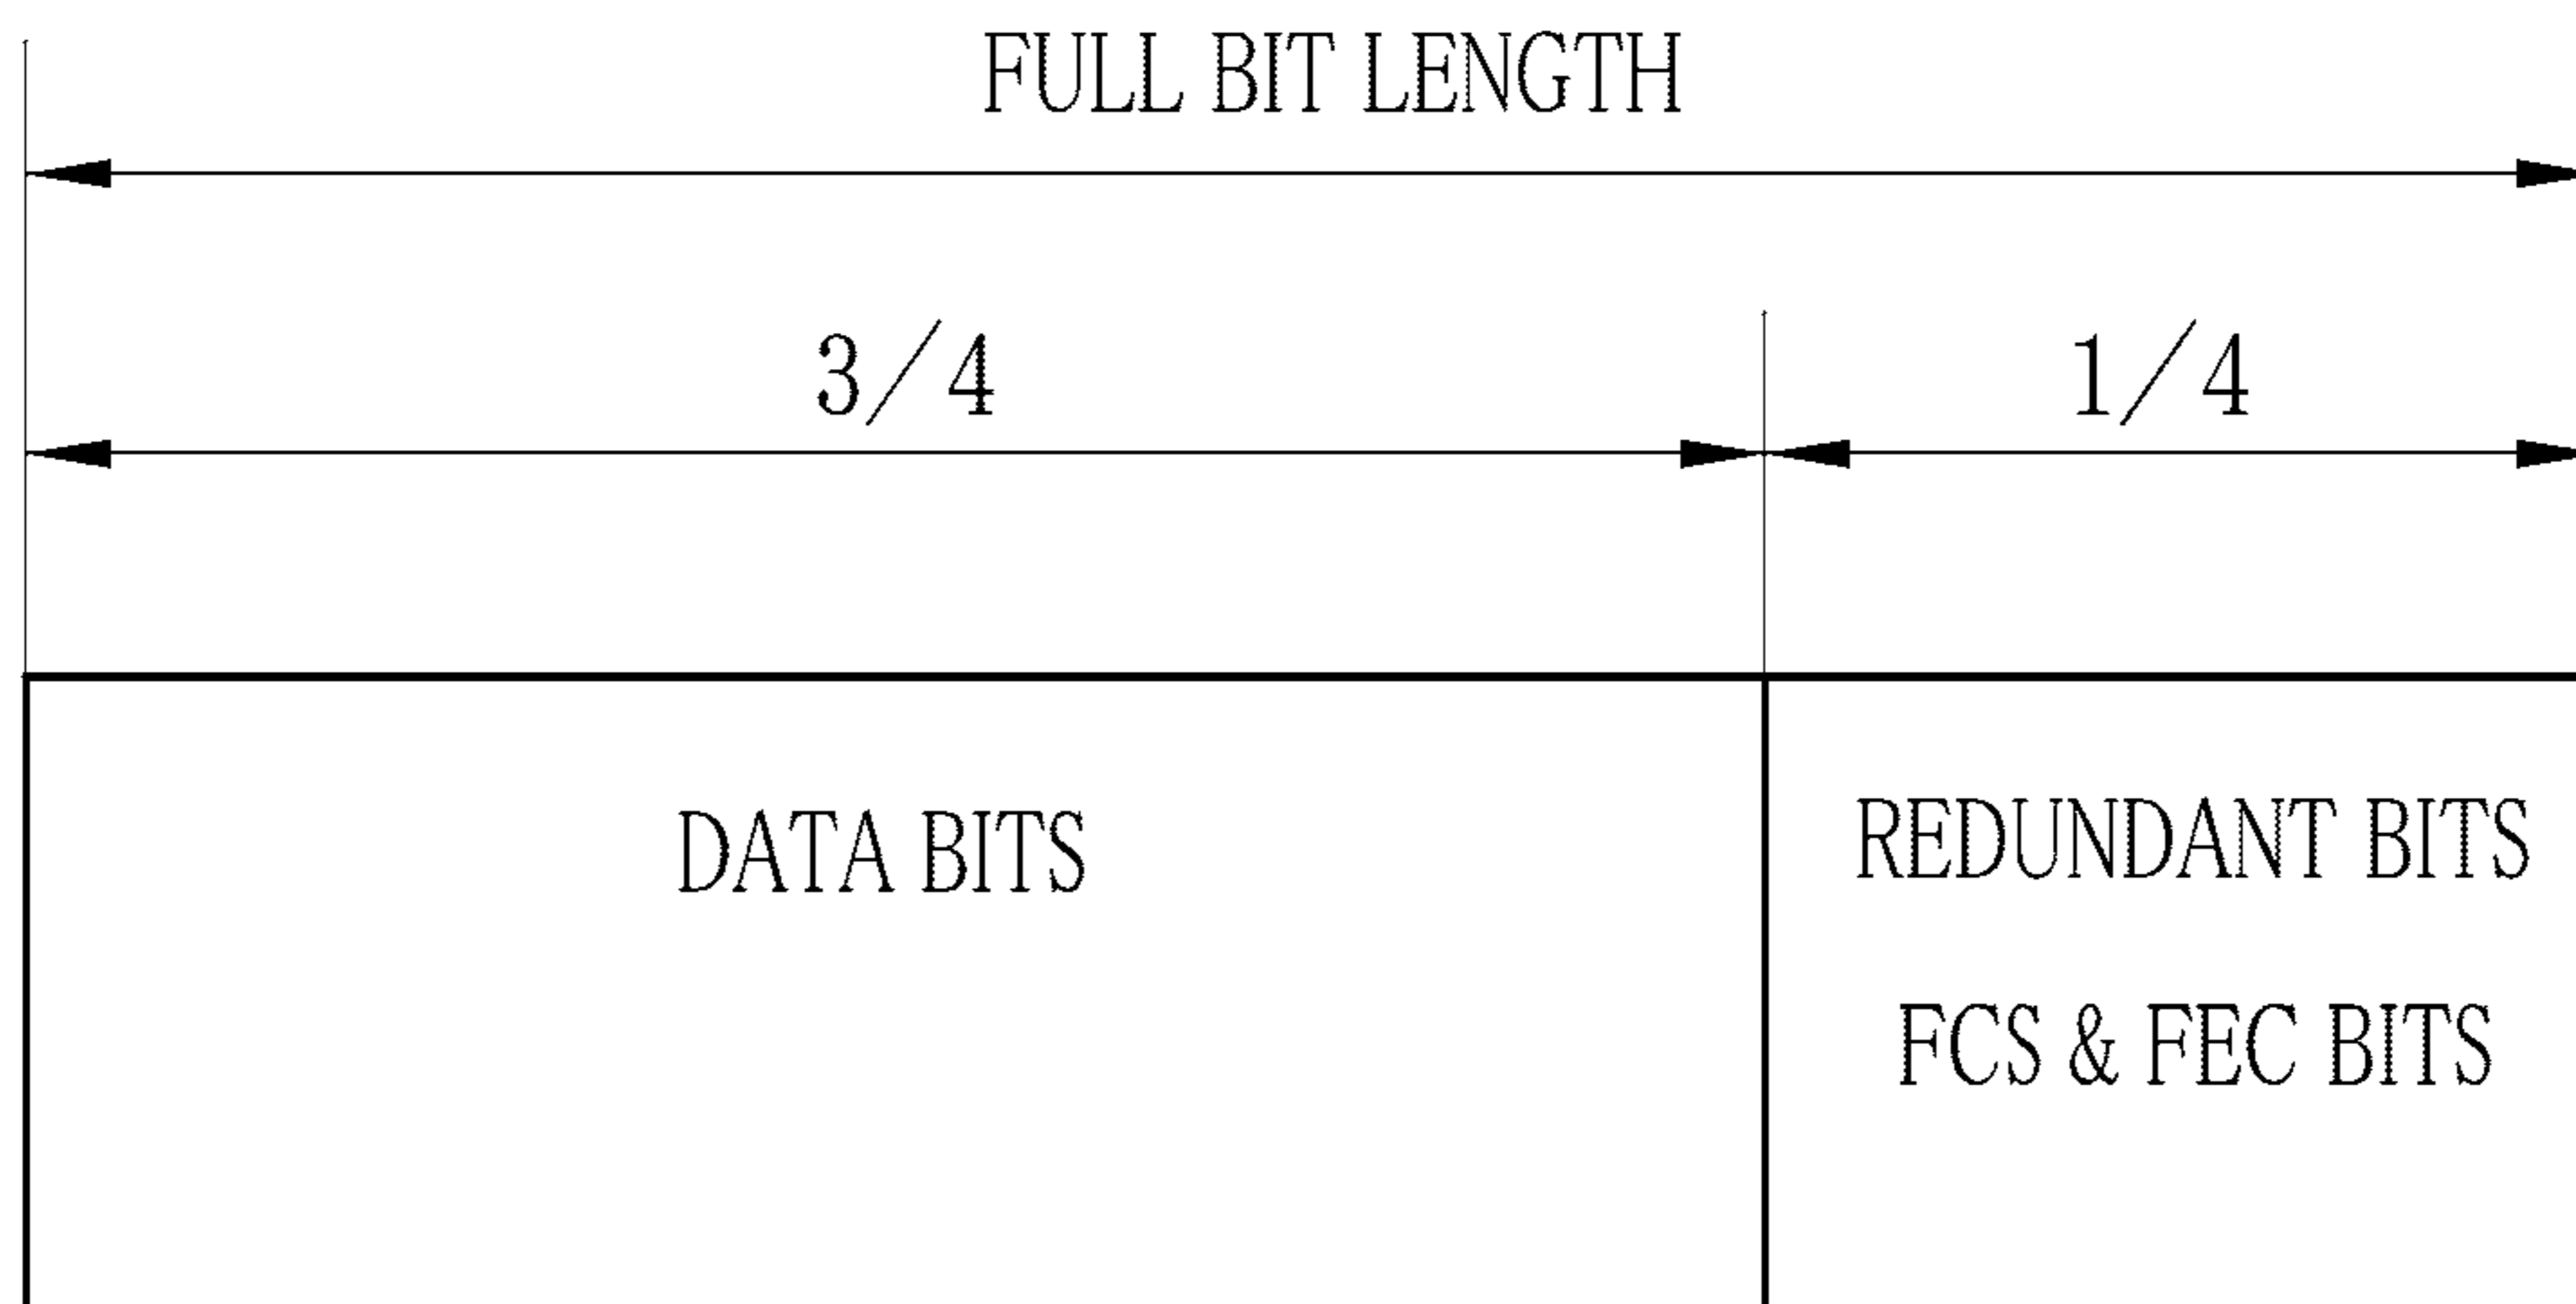 FULL BIT LENGTH
3/4
1/4
DATA BITS
REDUNDANT BITS
FCS & FEC BITS